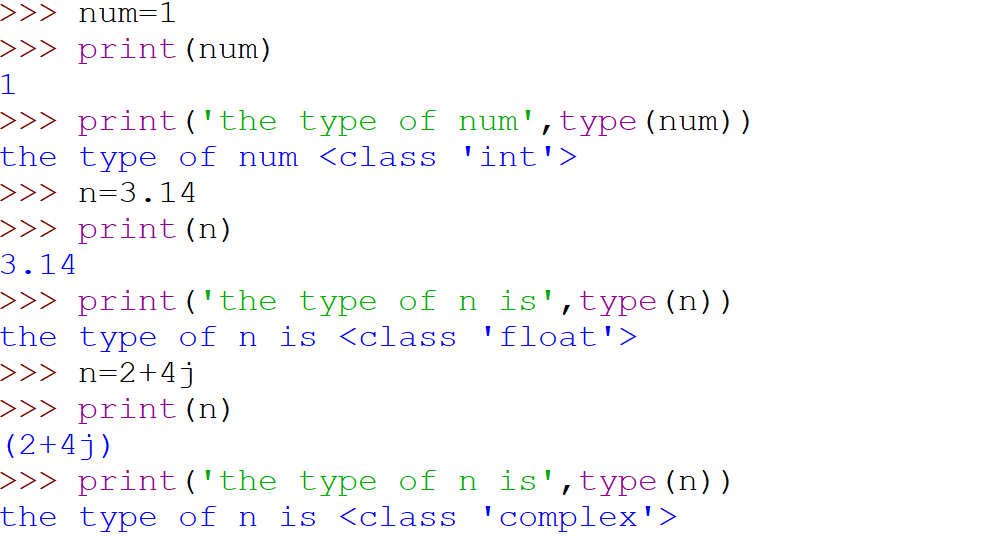 >>> num=1
>>> print(num)
1
>>> print('the type of num',type(num))
the type of num <class 'int'>
>>> n=3.14
>>> print(n)
3.14
>>> print('the type of n is',type(n))
the type of n is <class 'float'>
>>> n=2+4j
>>> print(n)
(2+4j)
>>> print('the type of n is',type(n))
the type of n is <class 'complex'>